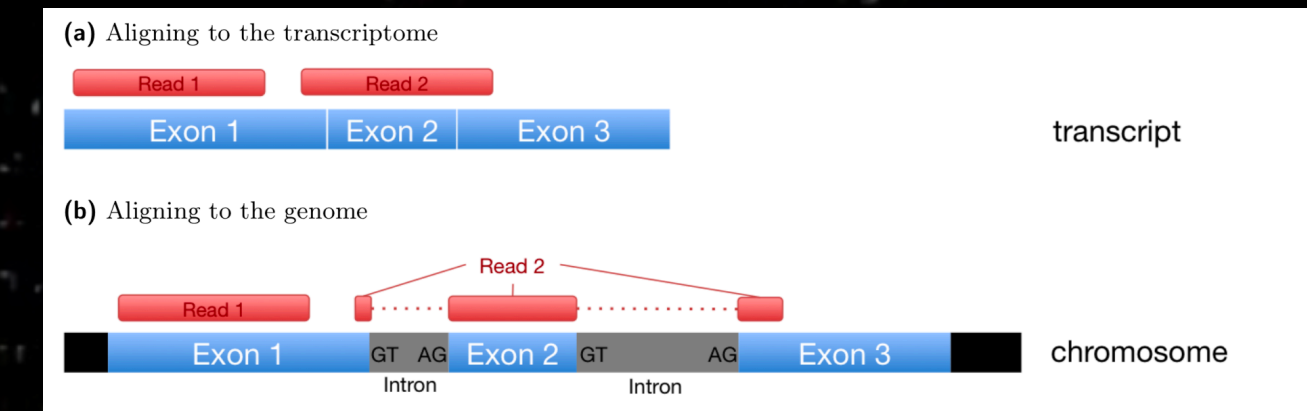 (a) Aligning to the transcriptome
Read 1 Read 2
Exon 1 Exon 2 Exon 3 transcript
(b) Aligning to the genome
Read 2
Read 1
Exon 1 GT AG Exon 2 GT AG Exon 3 chromosome
Intron Intron